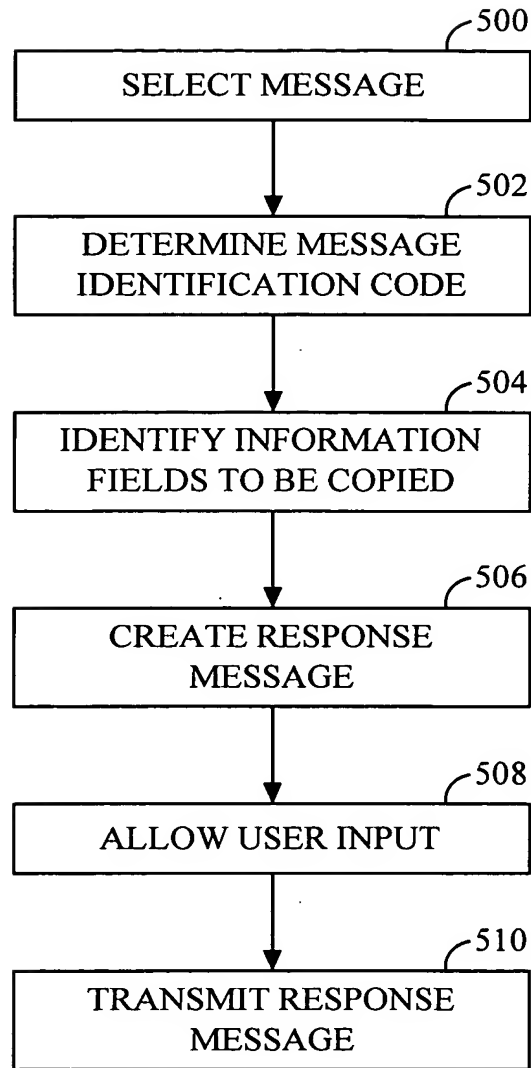 500
SELECT MESSAGE
502
DETERMINE MESSAGE
IDENTIFICATION CODE
504
IDENTIFY INFORMATION
FIELDS TO BE COPIED
506
CREATE RESPONSE
MESSAGE
508
ALLOW USER INPUT
510
TRANSMIT RESPONSE
MESSAGE